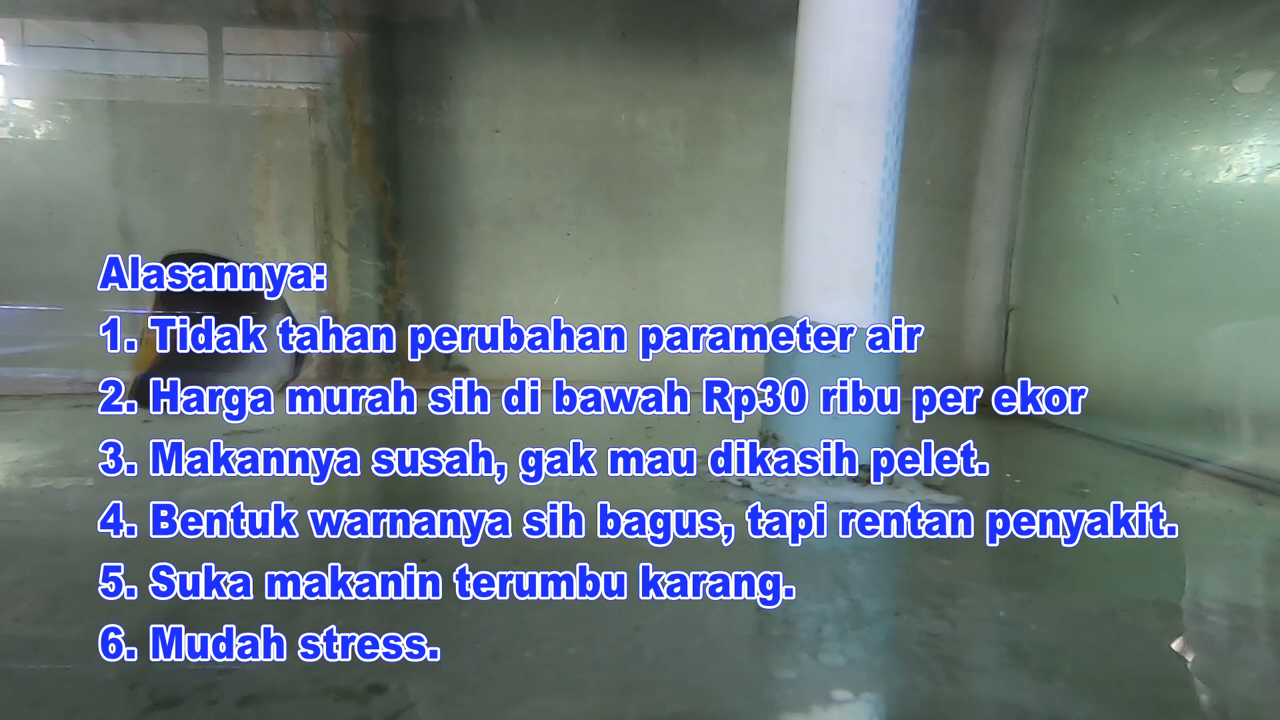 Alasannya:
1. Tidak tahan perubahan parameter air
2. Harga murah sih di bawah Rp30 ribu per ekor
3. Makannya susah, gak mau dikasih pelet.
4. Bentuk warnanya sih bagus, tapi rentan penyakit.
5. Suka makanin terumbu karang.
6. Mudah stress.